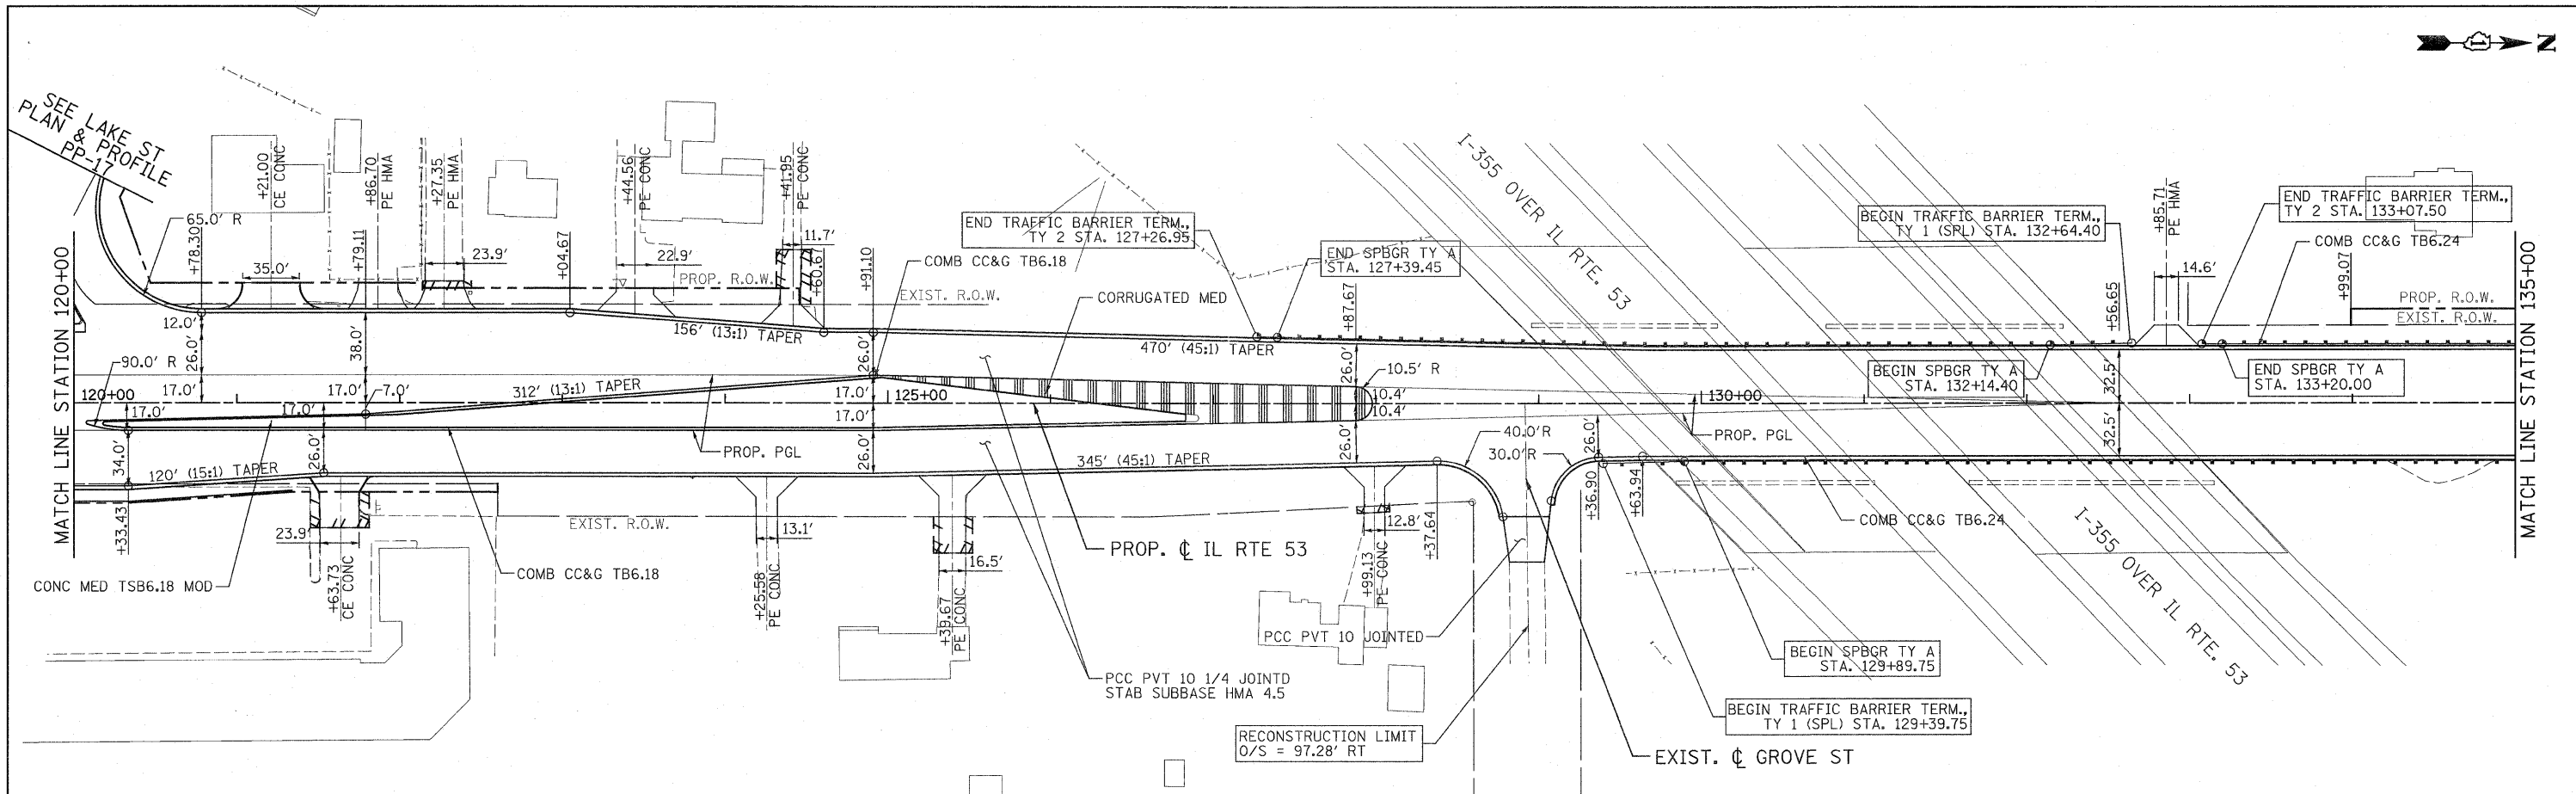 N
SEE LAKE ST
PLAN & PROFILE
PP-17
MATCH LINE STATION 120+00
65.0' R
+78.30
35.0'
+21.00
CE CONC
+86.70
PE HMA
+79.11
+27.35
PE HMA
23.9'
+04.67
+44.56
PE CONC
22.9'
PROP. R.O.W.
+41.95
PE CONC
11.7'
+60.67
+91.10
COMB CC&G TB6.18
EXIST. R.O.W.
CORRUGATED MED
END TRAFFIC BARRIER TERM.,
TY 2 STA. 127+26.95
END SPBGR TY A
STA. 127+39.45
+87.67
I-355 OVER IL RTE. 53
BEGIN TRAFFIC BARRIER TERM.,
TY 1 (SPL) STA. 132+64.40
+56.65
+85.71
PE HMA
14.6'
END TRAFFIC BARRIER TERM.,
TY 2 STA. 133+07.50
COMB CC&G TB6.24
+99.07
PROP. R.O.W.
EXIST. R.O.W.
MATCH LINE STATION 135+00
12.0'
26.0'
38.0'
156' (13:1) TAPER
26.0'
470' (45:1) TAPER
26.0'
10.5' R
BEGIN SPBGR TY A
STA. 132+14.40
32.5'
END SPBGR TY A
STA. 133+20.00
90.0' R
17.0'
17.0'
7.0'
312' (13:1) TAPER
17.0'
10.4'
120+00
125+00
130+00
17.0'
17.0'
17.0'
10.4'
34.0'
26.0'
PROP. PGL
26.0'
26.0'
40.0'R
30.0'R
26.0'
PROP. PGL
32.5'
120' (15:1) TAPER
345' (45:1) TAPER
+33.43
23.9'
EXIST. R.O.W.
13.1'
16.5'
PROP. ℄ IL RTE 53
12.8'
+37.64
+36.90
+63.94
COMB CC&G TB6.24
CONC MED TSB6.18 MOD
+63.73
CE CONC
COMB CC&G TB6.18
+25.58
PE CONC
+39.67
PE CONC
+99.13
PE CONC
I-355 OVER IL RTE. 53
PCC PVT 10 JOINTED
PCC PVT 10 1/4 JOINTD
STAB SUBBASE HMA 4.5
BEGIN SPBGR TY A
STA. 129+89.75
BEGIN TRAFFIC BARRIER TERM.,
TY 1 (SPL) STA. 129+39.75
RECONSTRUCTION LIMIT
O/S = 97.28' RT
EXIST. ℄ GROVE ST